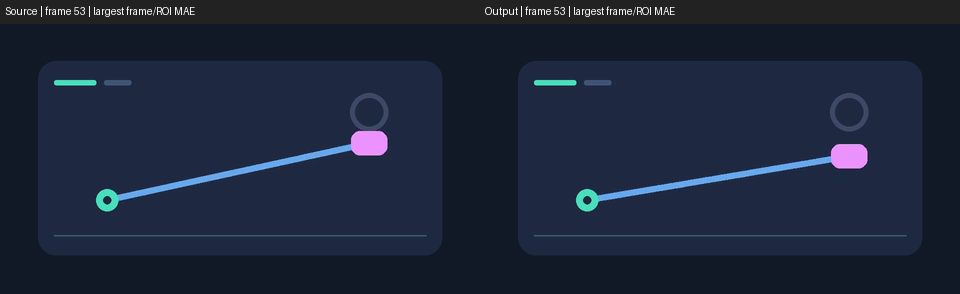 Source | frame 53 | largest frame/ROI MAE
Output | frame 53 | largest frame/ROI MAE